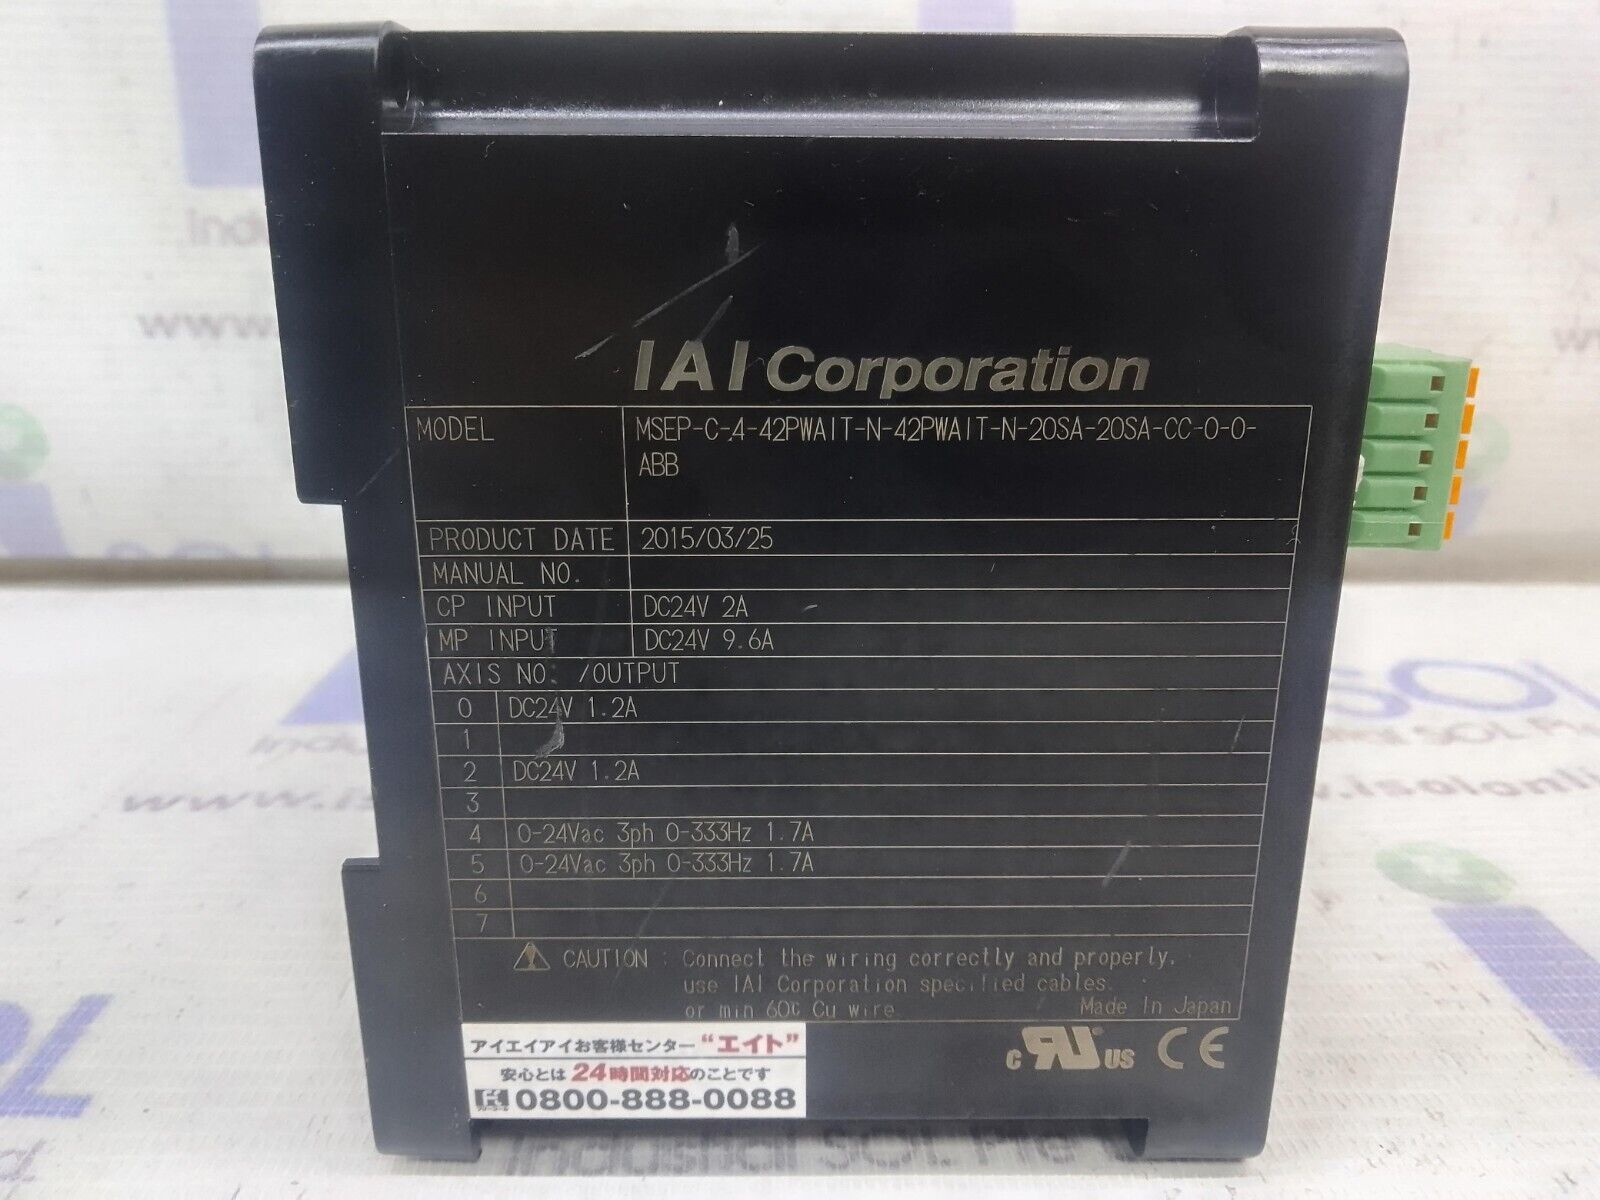 IAI Corporation
MODEL MSEP-C-4-42PWAIT-N-42PWAIT-N-20SA-20SA-CC-0-0-
ABB
PRODUCT DATE 2015/03/25
MANUAL NO.
CP INPUT DC24V 2A
MP INPUT DC24V 9.6A
AXIS NO. /OUTPUT
0 DC24V 1.2A
1
2 DC24V 1.2A
3
4 0-24Vac 3ph 0-333Hz 1.7A
5 0-24Vac 3ph 0-333Hz 1.7A
6
7
CAUTION : Connect the wiring correctly and properly,
use IAI Corporation specified cables.
or min 60℃ Cu wire. Made In Japan
c RU US CE
アイエイアイお客様センター "エイト"
安心とは24時間対応のことです
0800-888-0088